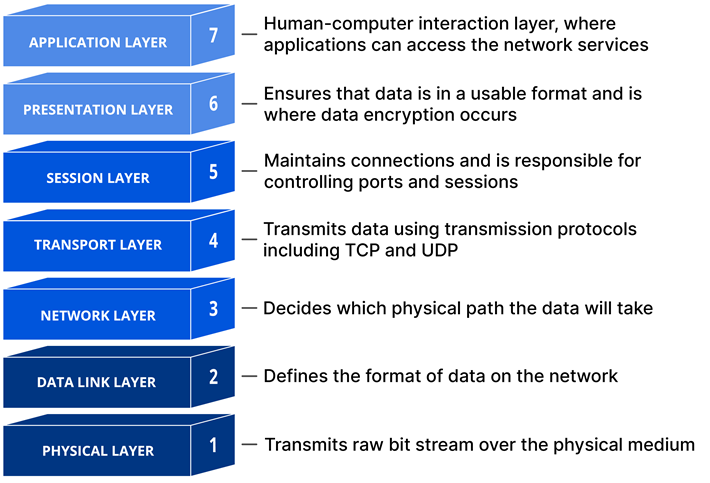 APPLICATION LAYER 7
Human-computer interaction layer, where
applications can access the network services
PRESENTATION LAYER 6
Ensures that data is in a usable format and is
where data encryption occurs
SESSION LAYER 5
Maintains connections and is responsible for
controlling ports and sessions
TRANSPORT LAYER 4
Transmits data using transmission protocols
including TCP and UDP
NETWORK LAYER 3
Decides which physical path the data will take
DATA LINK LAYER 2
Defines the format of data on the network
PHYSICAL LAYER 1
Transmits raw bit stream over the physical medium